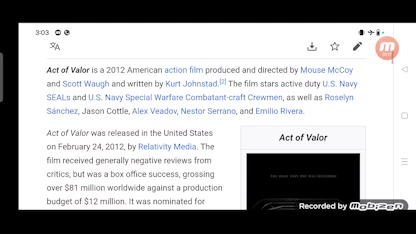 3:03
Act of Valor is a 2012 American action film produced and directed by Mouse McCoy
and Scott Waugh and written by Kurt Johnstad.[2] The film stars active duty U.S. Navy
SEALs and U.S. Navy Special Warfare Combatant-craft Crewmen, as well as Roselyn
Sánchez, Jason Cottle, Alex Veadov, Nestor Serrano, and Emilio Rivera.
Act of Valor was released in the United States
on February 24, 2012, by Relativity Media. The
film received generally negative reviews from
critics, but was a box office success, grossing
over $81 million worldwide against a production
budget of $12 million. It was nominated for
Act of Valor
Recorded by Mobizen